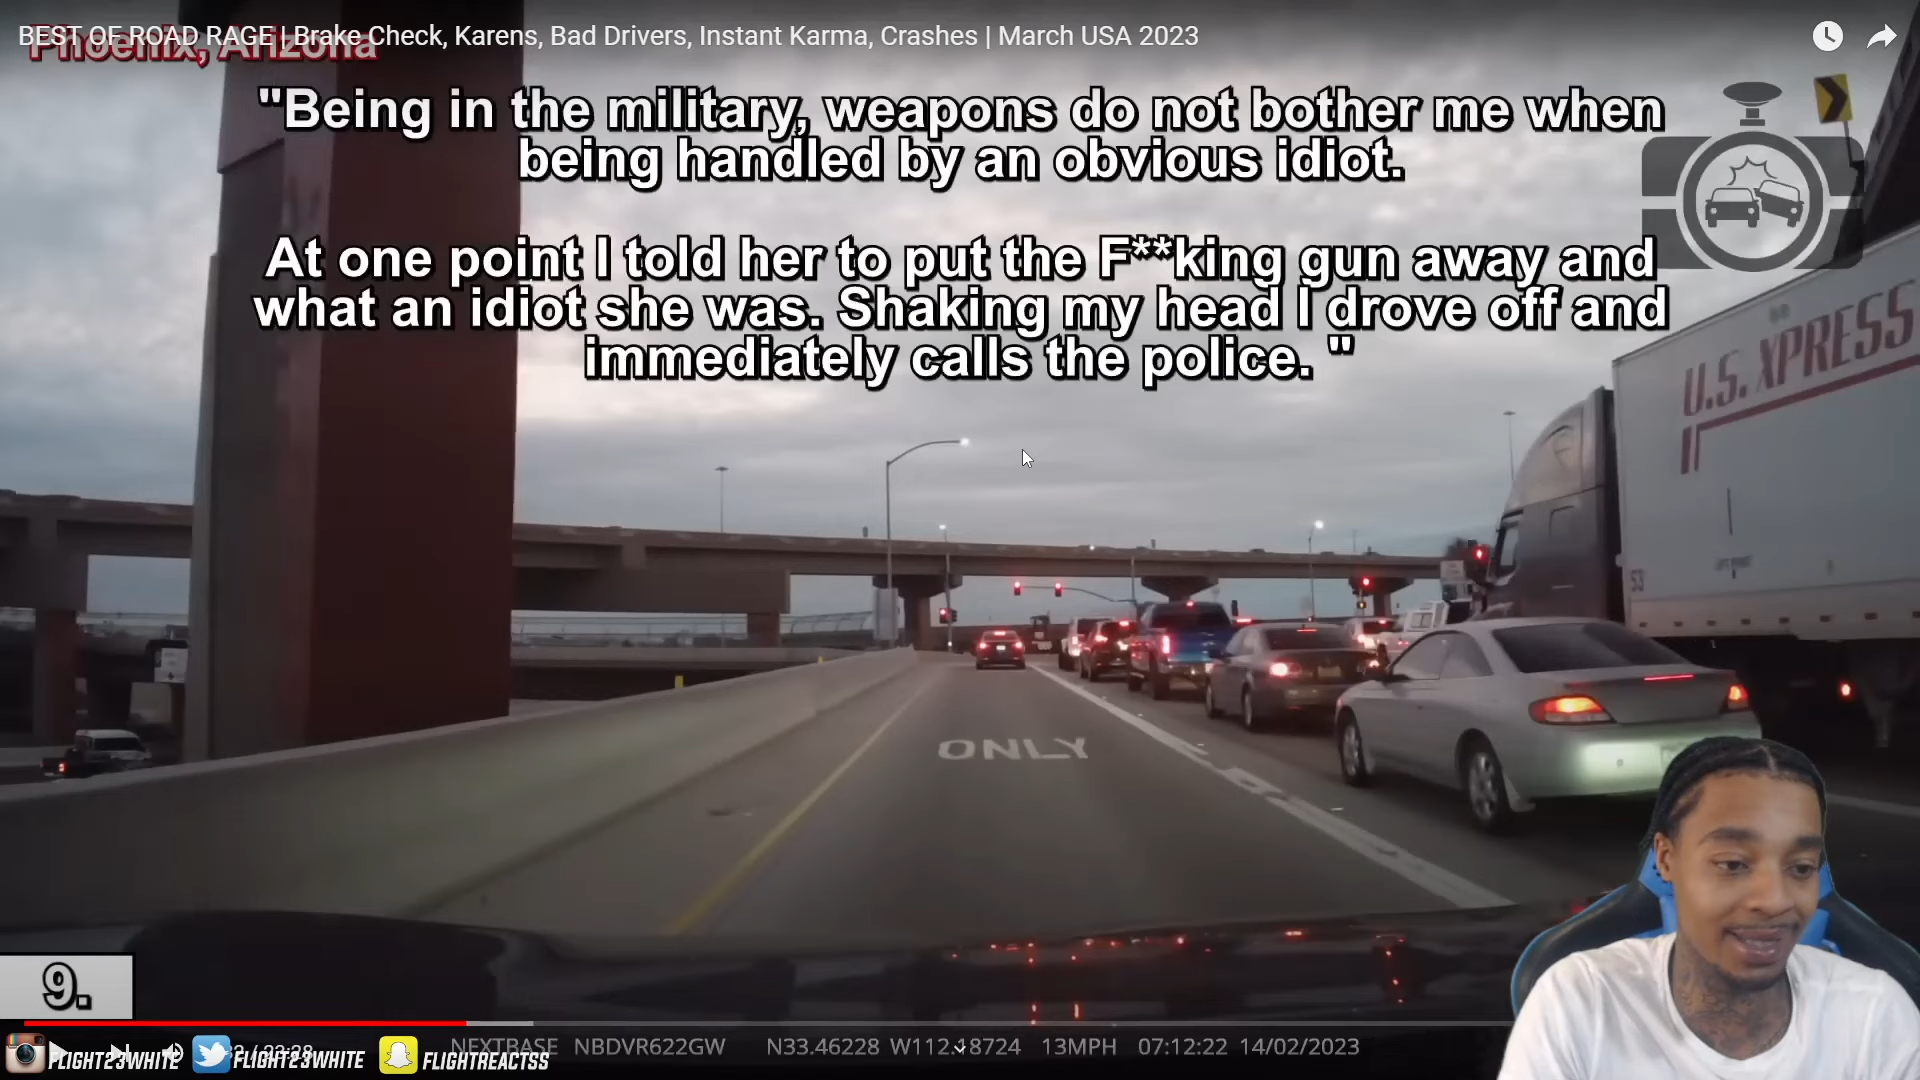 BEST OF ROAD RAGE | Brake Check, Karens, Bad Drivers, Instant Karma, Crashes | March USA 2023
Phoenix, Arizona
"Being in the military, weapons do not bother me when
being handled by an obvious idiot.
At one point I told her to put the F**king gun away and
what an idiot she was. Shaking my head I drove off and
immediately calls the police. "
U.S. XPRESS
ONLY
9.
FLIGHT23WHITE
FLIGHT23WHITE
FLIGHTREACTSS
NEXTBASE NBDVR622GW N33.46228 W112.18724 13MPH 07:12:22 14/02/2023